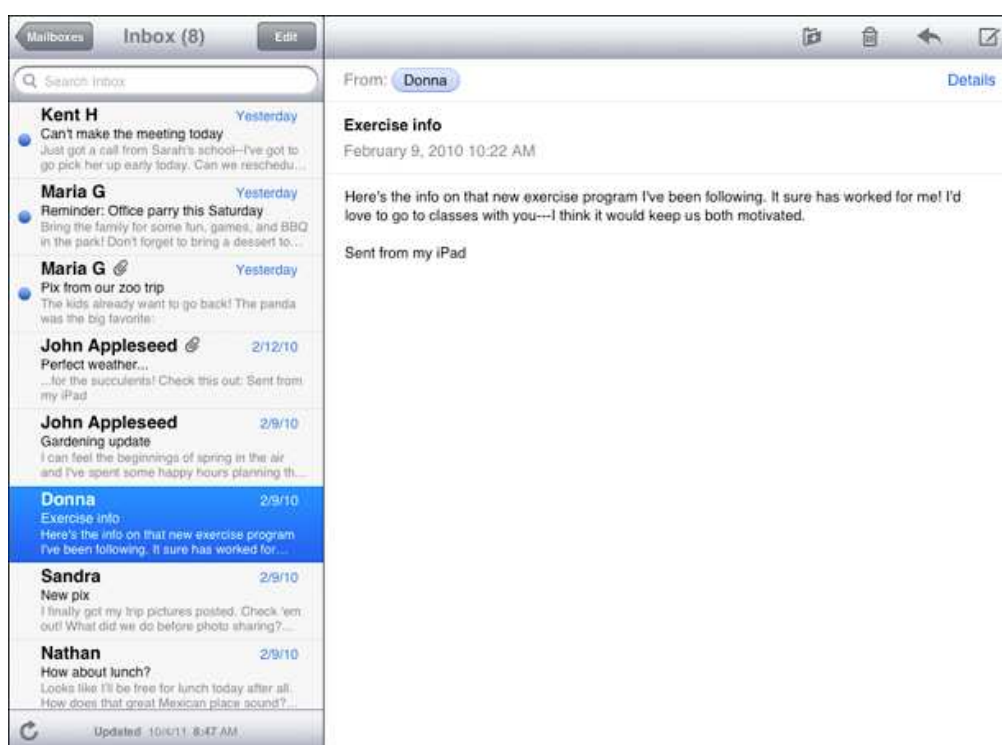 Mailboxes
Inbox (8)
Edit
Search Inbox
Kent H Yesterday
Can't make the meeting today
Just got a call from Sarah's school--I've got to
go pick her up early today. Can we reschedu...
Maria G Yesterday
Reminder: Office parry this Saturday
Bring the family for some fun, games, and BBQ
in the park! Don't forget to bring a dessert to...
Maria G Yesterday
Pix from our zoo trip
The kids already want to go back! The panda
was the big favorite:
John Appleseed 2/12/10
Perfect weather...
...for the succulents! Check this out: Sent from
my iPad
John Appleseed 2/9/10
Gardening update
I can feel the beginnings of spring in the air
and I've spent some happy hours planning th...
Donna 2/9/10
Exercise info
Here's the info on that new exercise program
I've been following. It sure has worked for...
Sandra 2/9/10
New pix
I finally got my trip pictures posted. Check 'em
out! What did we do before photo sharing?...
Nathan 2/9/10
How about lunch?
Looks like I'll be free for lunch today after all.
How does that great Mexican place sound?...
Updated 10/4/11 8:47 AM
From: Donna
Details
Exercise info
February 9, 2010 10:22 AM
Here's the info on that new exercise program I've been following. It sure has worked for me! I'd
love to go to classes with you---I think it would keep us both motivated.
Sent from my iPad